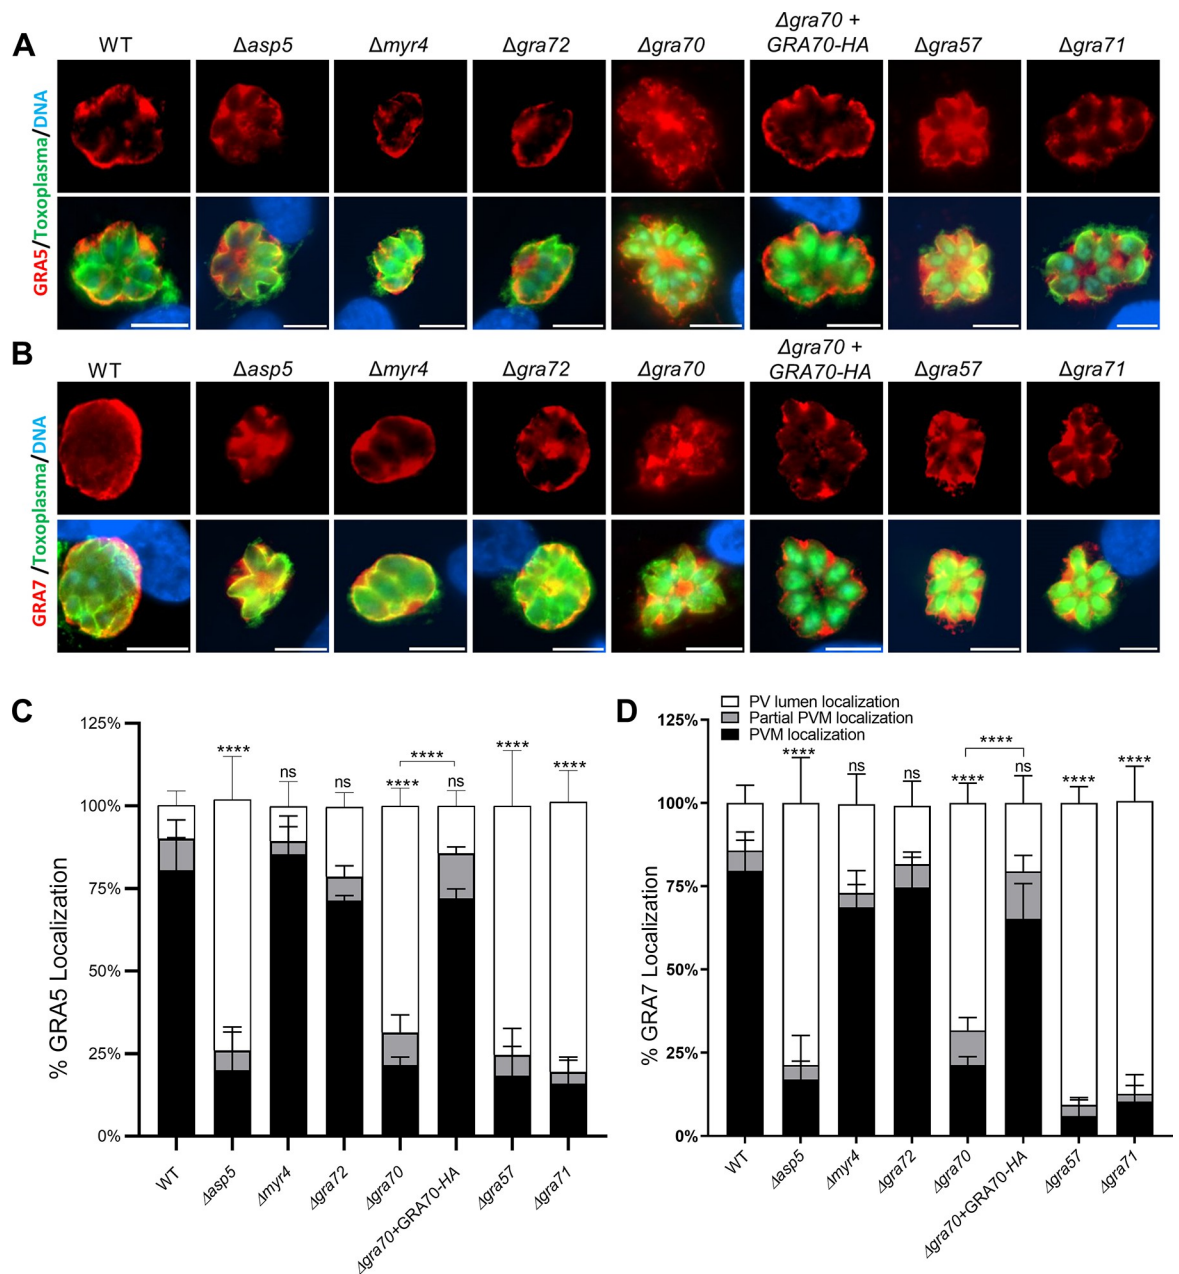 A
WT
Δasp5
Δmyr4
Δgra72
Δgra70
Δgra70 +
GRA70-HA
Δgra57
Δgra71
GRA5/Toxoplasma/DNA
B
WT
Δasp5
Δmyr4
Δgra72
Δgra70
Δgra70 +
GRA70-HA
Δgra57
Δgra71
GRA7 /Toxoplasma/DNA
C
% GRA5 Localization
125%
100%
75%
50%
25%
0%
****
ns
ns
****
****
ns
****
****
WT
Δasp5
Δmyr4
Δgra72
Δgra70
Δgra70+GRA70-HA
Δgra57
Δgra71
D
PV lumen localization
Partial PVM localization
PVM localization
% GRA7 Localization
125%
100%
75%
50%
25%
0%
****
ns
ns
****
****
ns
****
****
WT
Δasp5
Δmyr4
Δgra72
Δgra70
Δgra70+GRA70-HA
Δgra57
Δgra71